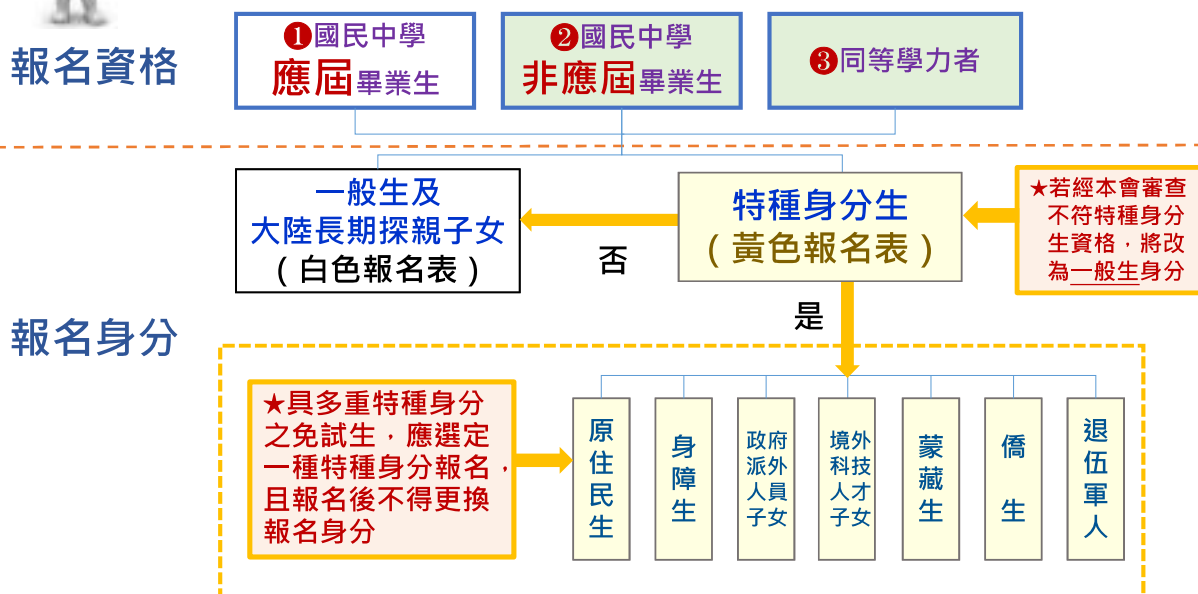 報名資格
❶國民中學
應屆畢業生
❷國民中學
非應屆畢業生
❸同等學力者
一般生及
大陸長期探親子女
（白色報名表）
否
特種身分生
（黃色報名表）
是
★若經本會審查
不符特種身分
生資格，將改
為一般生身分
報名身分
★具多重特種身分
之免試生，應選定
一種特種身分報名，
且報名後不得更換
報名身分
原住民生
身障生
政府派外人員子女
境外科技人才子女
蒙藏生
僑生
退伍軍人